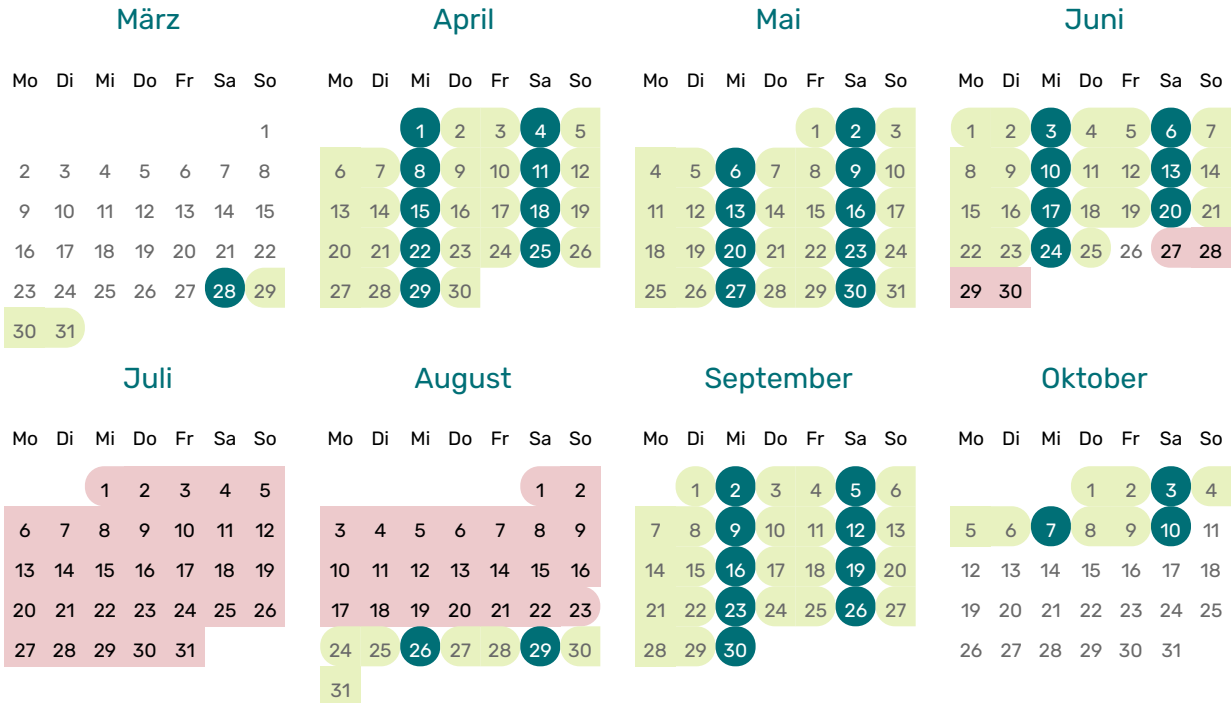 März April Mai Juni
Mo Di Mi Do Fr Sa So Mo Di Mi Do Fr Sa So Mo Di Mi Do Fr Sa So Mo Di Mi Do Fr Sa So
1 1 2 3 4 5 1 2 3 1 2 3 4 5 6 7
2 3 4 5 6 7 8 6 7 8 9 10 11 12 4 5 6 7 8 9 10 8 9 10 11 12 13 14
9 10 11 12 13 14 15 13 14 15 16 17 18 19 11 12 13 14 15 16 17 15 16 17 18 19 20 21
16 17 18 19 20 21 22 20 21 22 23 24 25 26 18 19 20 21 22 23 24 22 23 24 25 26 27 28
23 24 25 26 27 28 29 27 28 29 30 25 26 27 28 29 30 31 29 30
30 31
Juli August September Oktober
Mo Di Mi Do Fr Sa So Mo Di Mi Do Fr Sa So Mo Di Mi Do Fr Sa So Mo Di Mi Do Fr Sa So
1 2 3 4 5 1 2 1 2 3 4 5 6 1 2 3 4
6 7 8 9 10 11 12 3 4 5 6 7 8 9 7 8 9 10 11 12 13 5 6 7 8 9 10 11
13 14 15 16 17 18 19 10 11 12 13 14 15 16 14 15 16 17 18 19 20 12 13 14 15 16 17 18
20 21 22 23 24 25 26 17 18 19 20 21 22 23 21 22 23 24 25 26 27 19 20 21 22 23 24 25
27 28 29 30 31 24 25 26 27 28 29 30 28 29 30 26 27 28 29 30 31
31